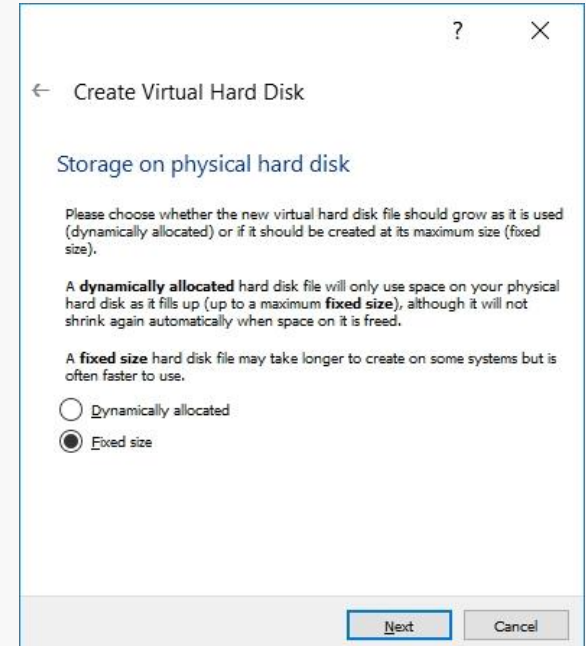 ?
Create Virtual Hard Disk
Storage on physical hard disk
Please choose whether the new virtual hard disk file should grow as it is used
(dynamically allocated) or if it should be created at its maximum size (fixed
size).
A dynamically allocated hard disk file will only use space on your physical
hard disk as it fills up (up to a maximum fixed size), although it will not
shrink again automatically when space on it is freed.
A fixed size hard disk file may take longer to create on some systems but is
often faster to use.
Dynamically allocated
Fixed size
Next Cancel